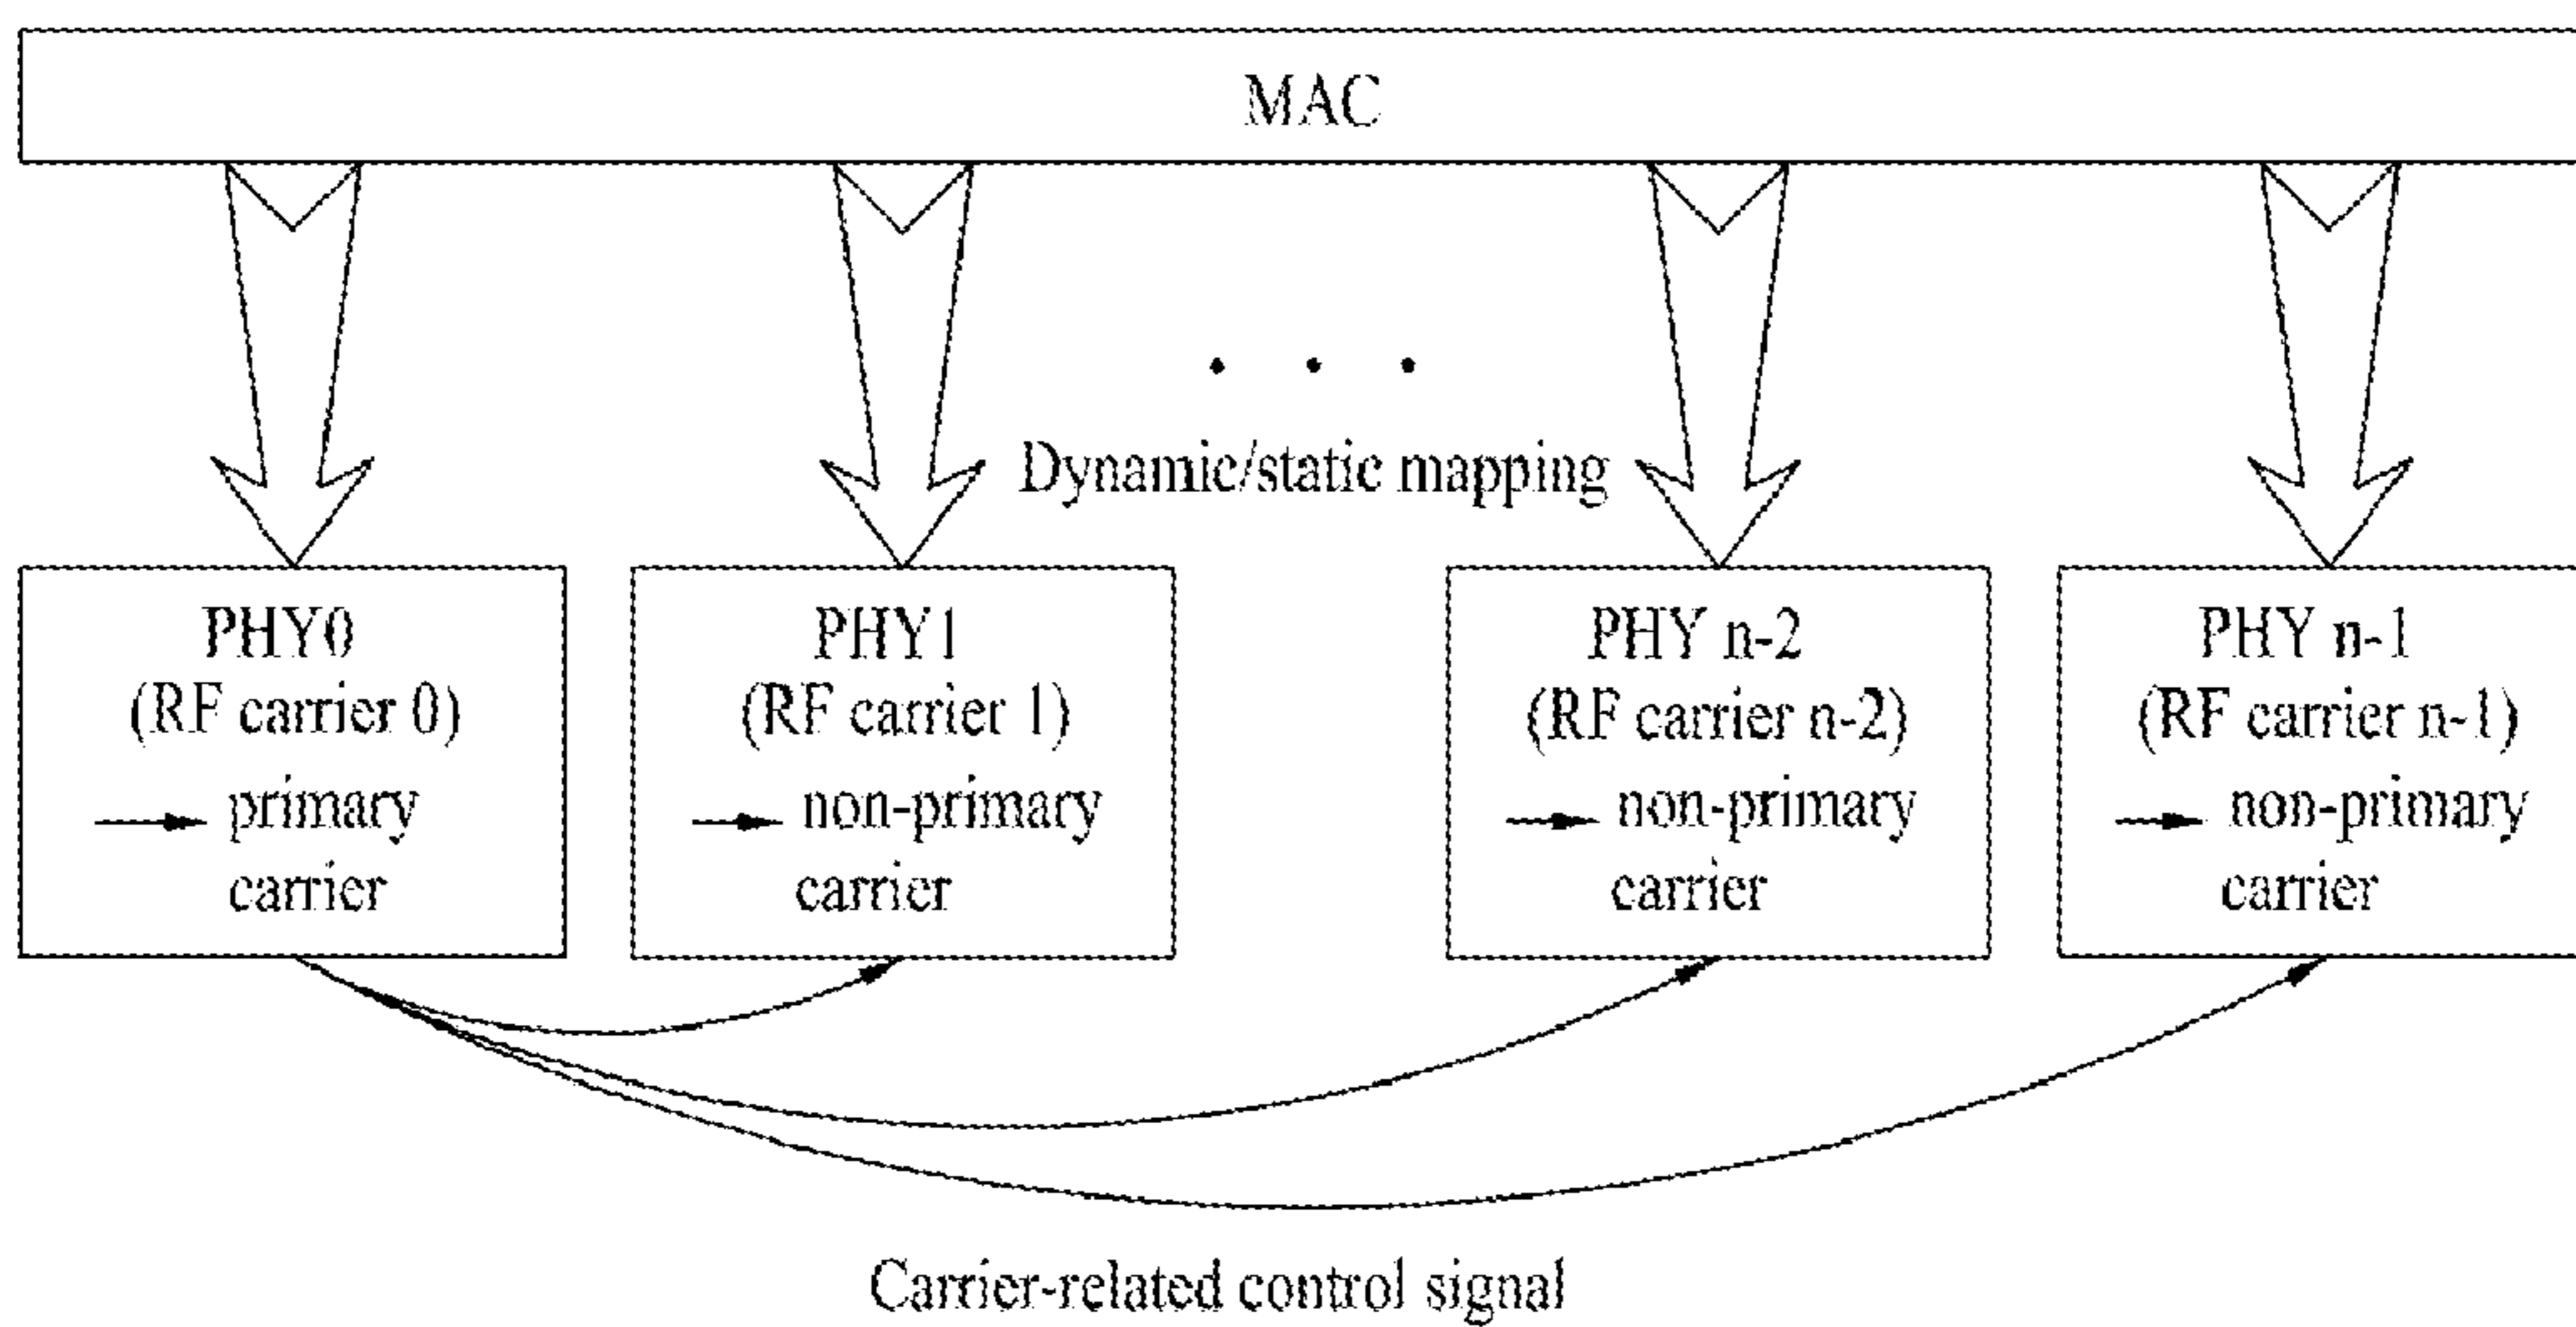 MAC
Dynamic/static mapping
PHY0
(RF carrier 0)
primary
carrier
PHY1
(RF carrier 1)
non-primary
carrier
PHY n-2
(RF carrier n-2)
non-primary
carrier
PHY n-1
(RF carrier n-1)
non-primary
carrier
Carrier-related control signal